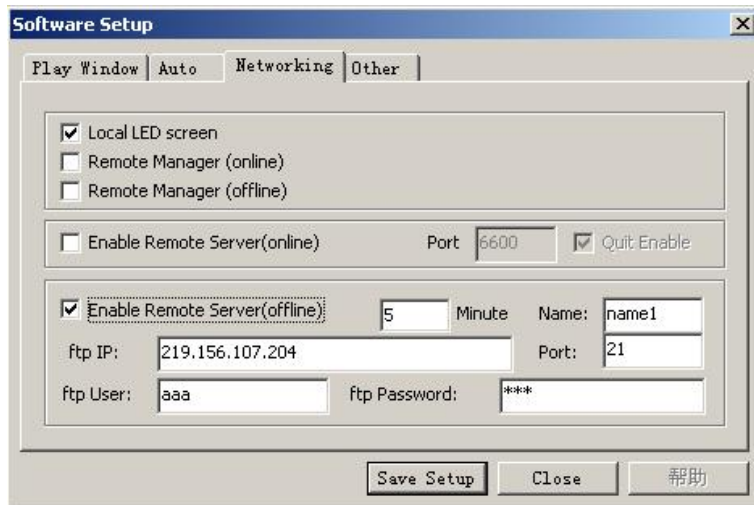 Software Setup
Play Window Auto Networking Other
Local LED screen
Remote Manager (online)
Remote Manager (offline)
Enable Remote Server(online) Port 6600 Quit Enable
Enable Remote Server(offline) 5 Minute Name: name1
ftp IP: 219.156.107.204 Port: 21
ftp User: aaa ftp Password: ***
Save Setup Close 帮助